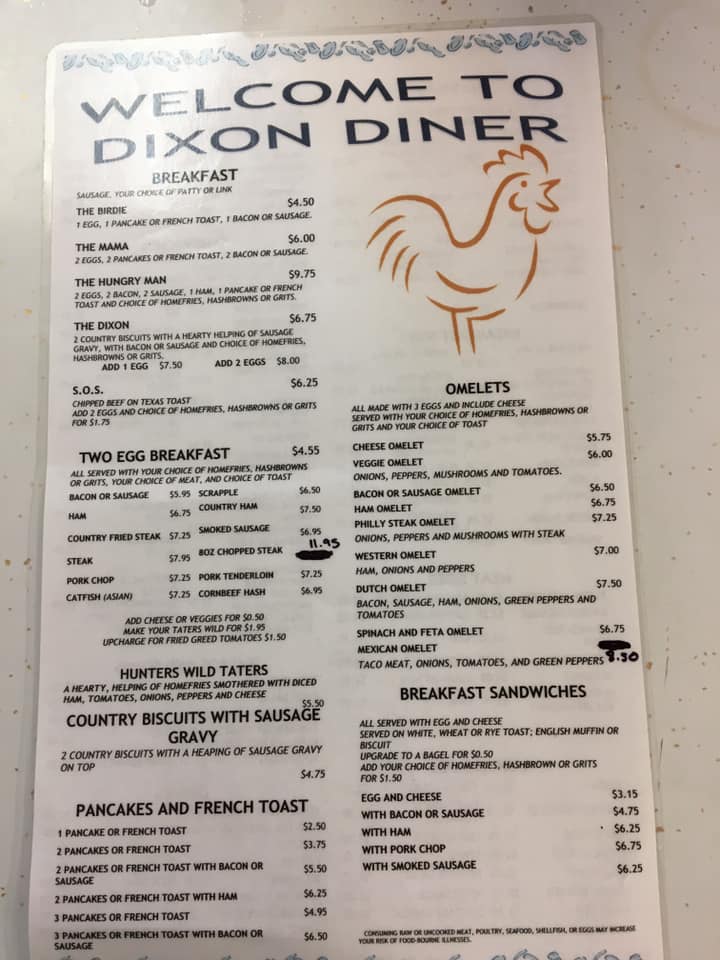 WELCOME TO
DIXON DINER
BREAKFAST
SAUSAGE, YOUR CHOICE OF PATTY OR LINK
THE BIRDIE $4.50
1 EGG, 1 PANCAKE OR FRENCH TOAST, 1 BACON OR SAUSAGE.
THE MAMA $6.00
2 EGGS, 2 PANCAKES OR FRENCH TOAST, 2 BACON OR SAUSAGE.
THE HUNGRY MAN $9.75
2 EGGS, 2 BACON, 2 SAUSAGE, 1 HAM, 1 PANCAKE OR FRENCH
TOAST AND CHOICE OF HOMEFRIES, HASHBROWNS OR GRITS.
THE DIXON $6.75
2 COUNTRY BISCUITS WITH A HEARTY HELPING OF SAUSAGE
GRAVY, WITH BACON OR SAUSAGE AND CHOICE OF HOMEFRIES,
HASHBROWNS OR GRITS.
ADD 1 EGG $7.50 ADD 2 EGGS $8.00
S.O.S. $6.25
CHIPPED BEEF ON TEXAS TOAST
ADD 2 EGGS AND CHOICE OF HOMEFRIES, HASHBROWNS OR GRITS
FOR $1.75
TWO EGG BREAKFAST $4.55
ALL SERVED WITH YOUR CHOICE OF HOMEFRIES, HASHBROWNS
OR GRITS, YOUR CHOICE OF MEAT, AND CHOICE OF TOAST
BACON OR SAUSAGE $5.95 SCRAPPLE $6.50
HAM $6.75 COUNTRY HAM $7.50
COUNTRY FRIED STEAK $7.25 SMOKED SAUSAGE $6.95
STEAK $7.95 8OZ CHOPPED STEAK 11.95
PORK CHOP $7.25 PORK TENDERLOIN $7.25
CATFISH (ASIAN) $7.25 CORNBEEF HASH $6.95
ADD CHEESE OR VEGGIES FOR $0.50
MAKE YOUR TATERS WILD FOR $1.95
UPCHARGE FOR FRIED GREED TOMATOES $1.50
HUNTERS WILD TATERS
A HEARTY, HELPING OF HOMEFRIES SMOTHERED WITH DICED
HAM, TOMATOES, ONIONS, PEPPERS AND CHEESE
$5.50
COUNTRY BISCUITS WITH SAUSAGE
GRAVY
2 COUNTRY BISCUITS WITH A HEAPING OF SAUSAGE GRAVY
ON TOP
$4.75
PANCAKES AND FRENCH TOAST
1 PANCAKE OR FRENCH TOAST $2.50
2 PANCAKES OR FRENCH TOAST $3.75
2 PANCAKES OR FRENCH TOAST WITH BACON OR
SAUSAGE $5.50
2 PANCAKES OR FRENCH TOAST WITH HAM $6.25
3 PANCAKES OR FRENCH TOAST $4.95
3 PANCAKES OR FRENCH TOAST WITH BACON OR
SAUSAGE $6.50
OMELETS
ALL MADE WITH 3 EGGS AND INCLUDE CHEESE
SERVED WITH YOUR CHOICE OF HOMEFRIES, HASHBROWNS OR
GRITS AND YOUR CHOICE OF TOAST
CHEESE OMELET $5.75
VEGGIE OMELET $6.00
ONIONS, PEPPERS, MUSHROOMS AND TOMATOES.
BACON OR SAUSAGE OMELET $6.50
HAM OMELET $6.75
PHILLY STEAK OMELET $7.25
ONIONS, PEPPERS AND MUSHROOMS WITH STEAK
WESTERN OMELET $7.00
HAM, ONIONS AND PEPPERS
DUTCH OMELET $7.50
BACON, SAUSAGE, HAM, ONIONS, GREEN PEPPERS AND
TOMATOES
SPINACH AND FETA OMELET $6.75
MEXICAN OMELET
TACO MEAT, ONIONS, TOMATOES, AND GREEN PEPPERS 8.50
BREAKFAST SANDWICHES
ALL SERVED WITH EGG AND CHEESE
SERVED ON WHITE, WHEAT OR RYE TOAST; ENGLISH MUFFIN OR
BISCUIT
UPGRADE TO A BAGEL FOR $0.50
ADD YOUR CHOICE OF HOMEFRIES, HASHBROWN OR GRITS
FOR $1.50
EGG AND CHEESE $3.15
WITH BACON OR SAUSAGE $4.75
WITH HAM $6.25
WITH PORK CHOP $6.75
WITH SMOKED SAUSAGE $6.25
CONSUMING RAW OR UNCOOKED MEAT, POULTRY, SEAFOOD, SHELLFISH, OR EGGS MAY INCREASE
YOUR RISK OF FOOD-BOURNE ILLNESSES.